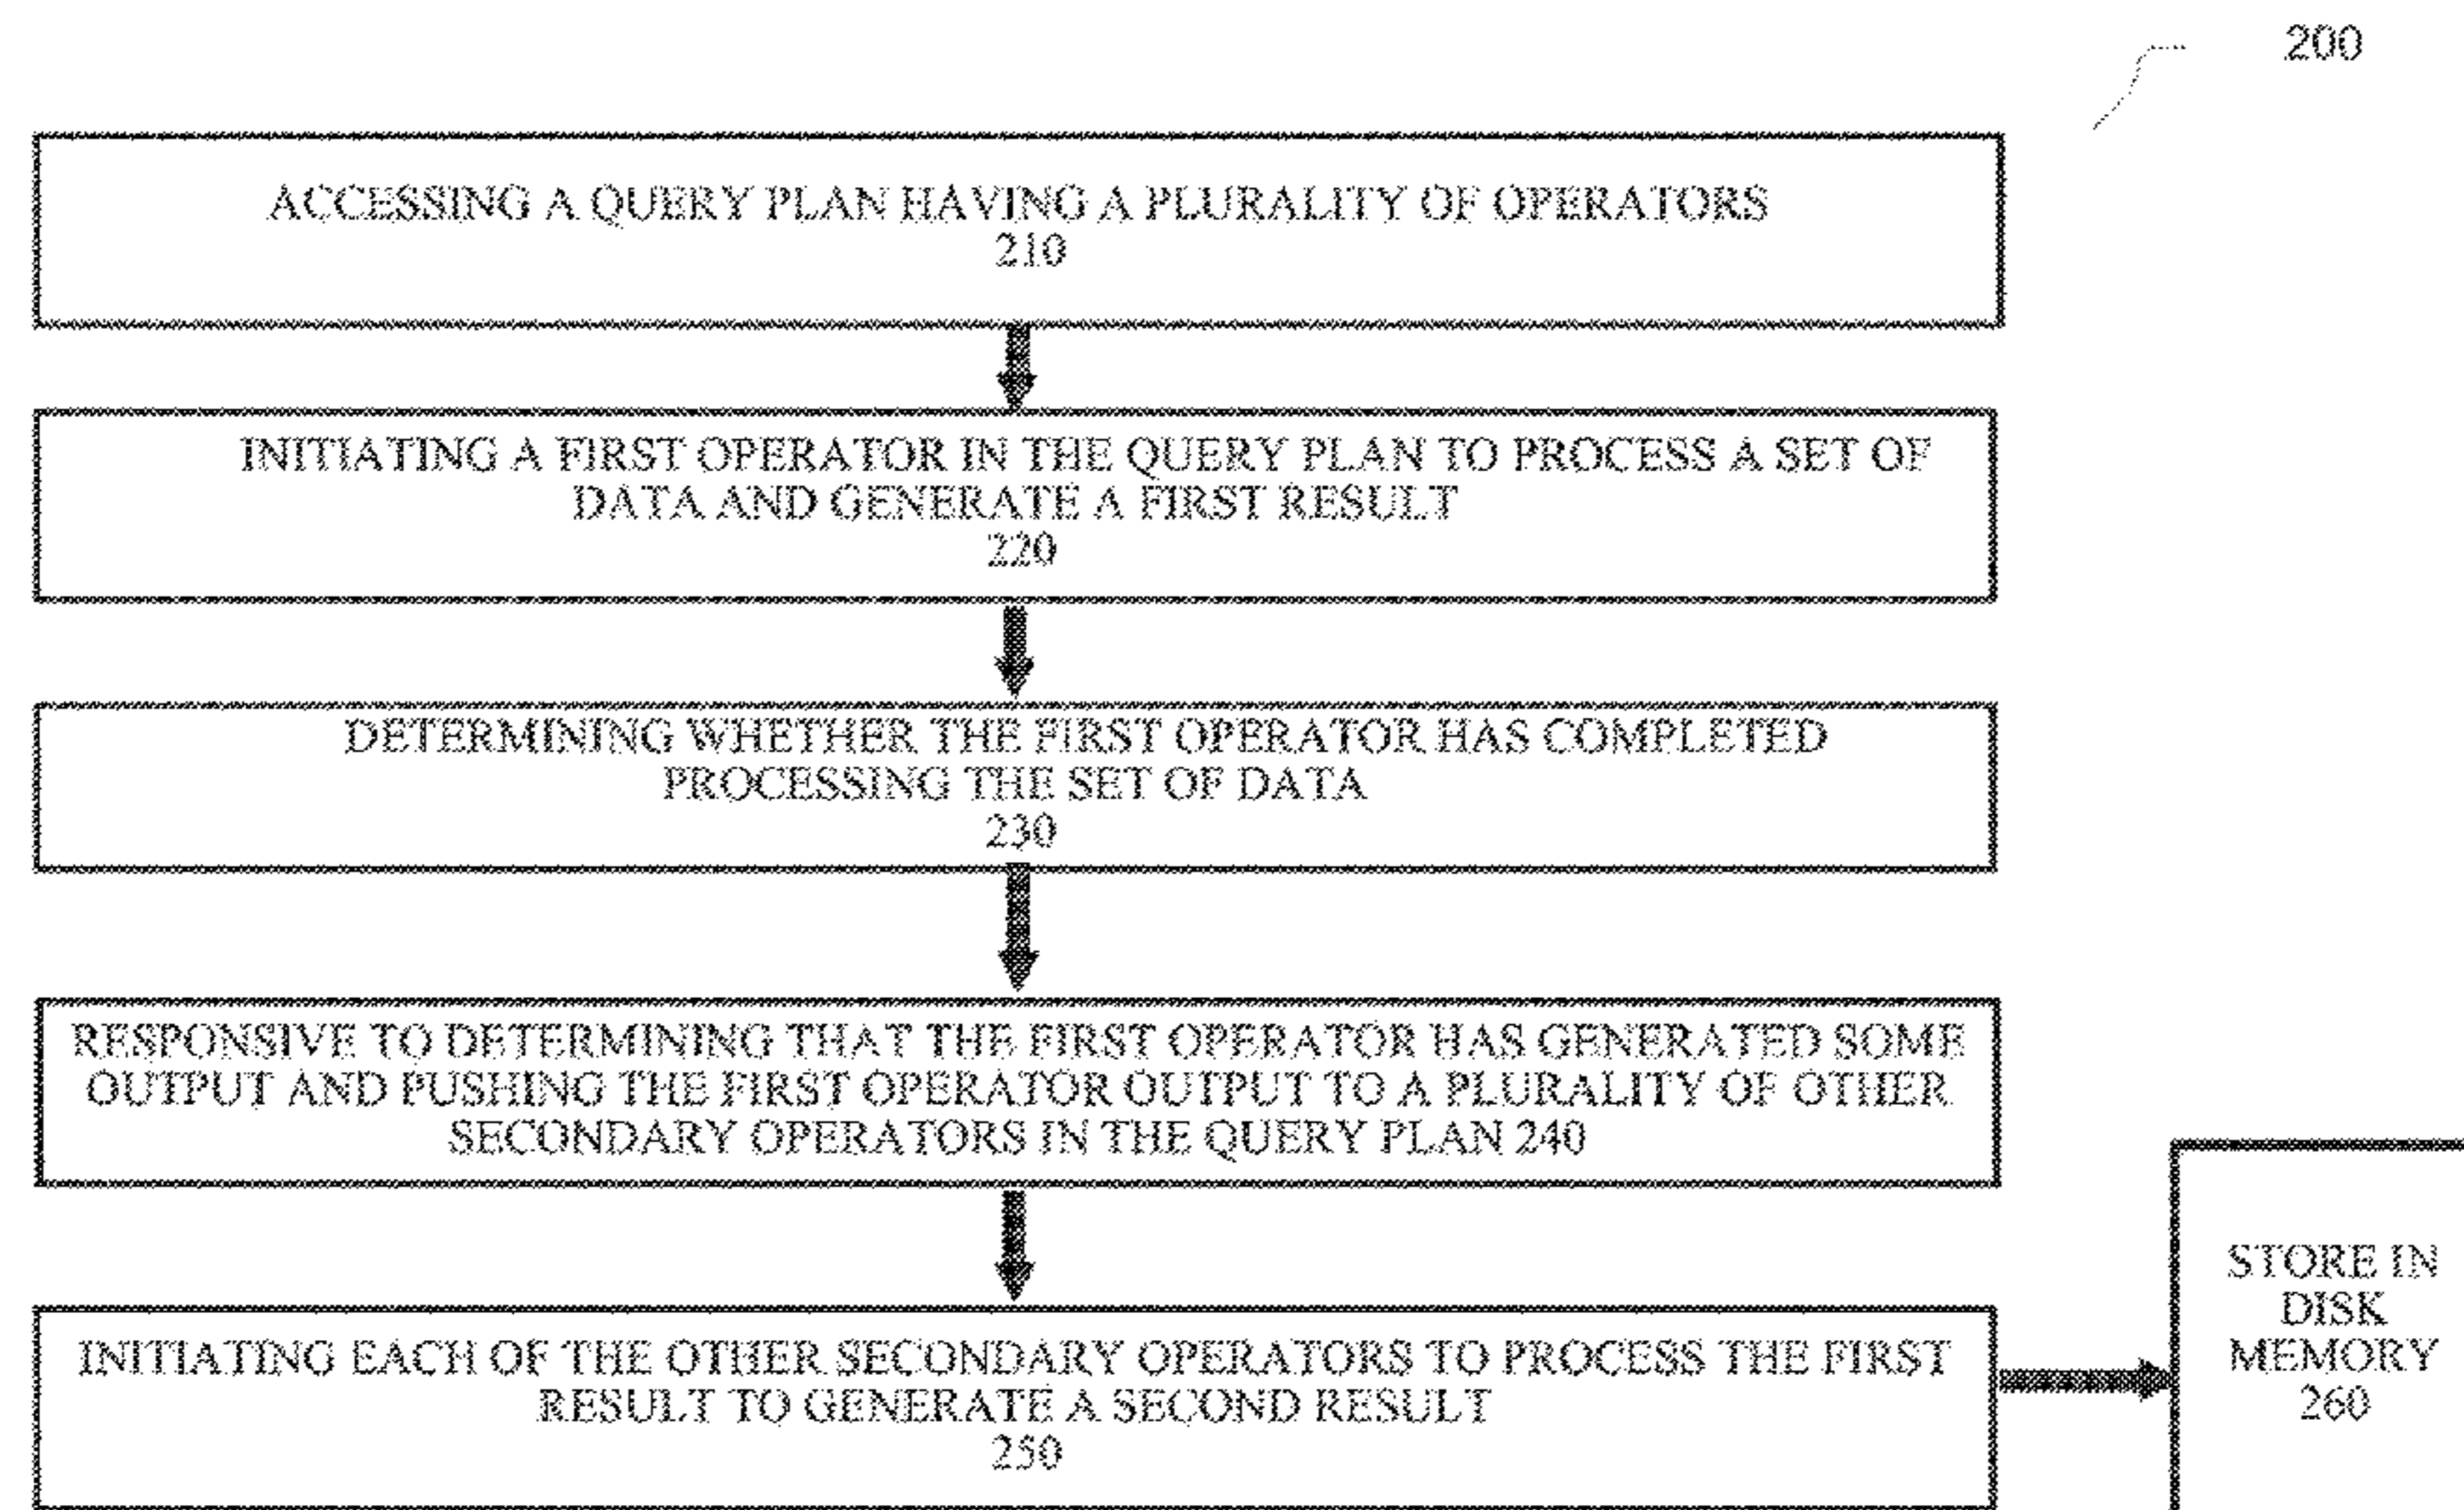 200
ACCESSING A QUERY PLAN HAVING A PLURALITY OF OPERATORS
210
INITIATING A FIRST OPERATOR IN THE QUERY PLAN TO PROCESS A SET OF
DATA AND GENERATE A FIRST RESULT
220
DETERMINING WHETHER THE FIRST OPERATOR HAS COMPLETED
PROCESSING THE SET OF DATA
230
RESPONSIVE TO DETERMINING THAT THE FIRST OPERATOR HAS GENERATED SOME
OUTPUT AND PUSHING THE FIRST OPERATOR OUTPUT TO A PLURALITY OF OTHER
SECONDARY OPERATORS IN THE QUERY PLAN 240
INITIATING EACH OF THE OTHER SECONDARY OPERATORS TO PROCESS THE FIRST
RESULT TO GENERATE A SECOND RESULT
250
STORE IN
DISK
MEMORY
260